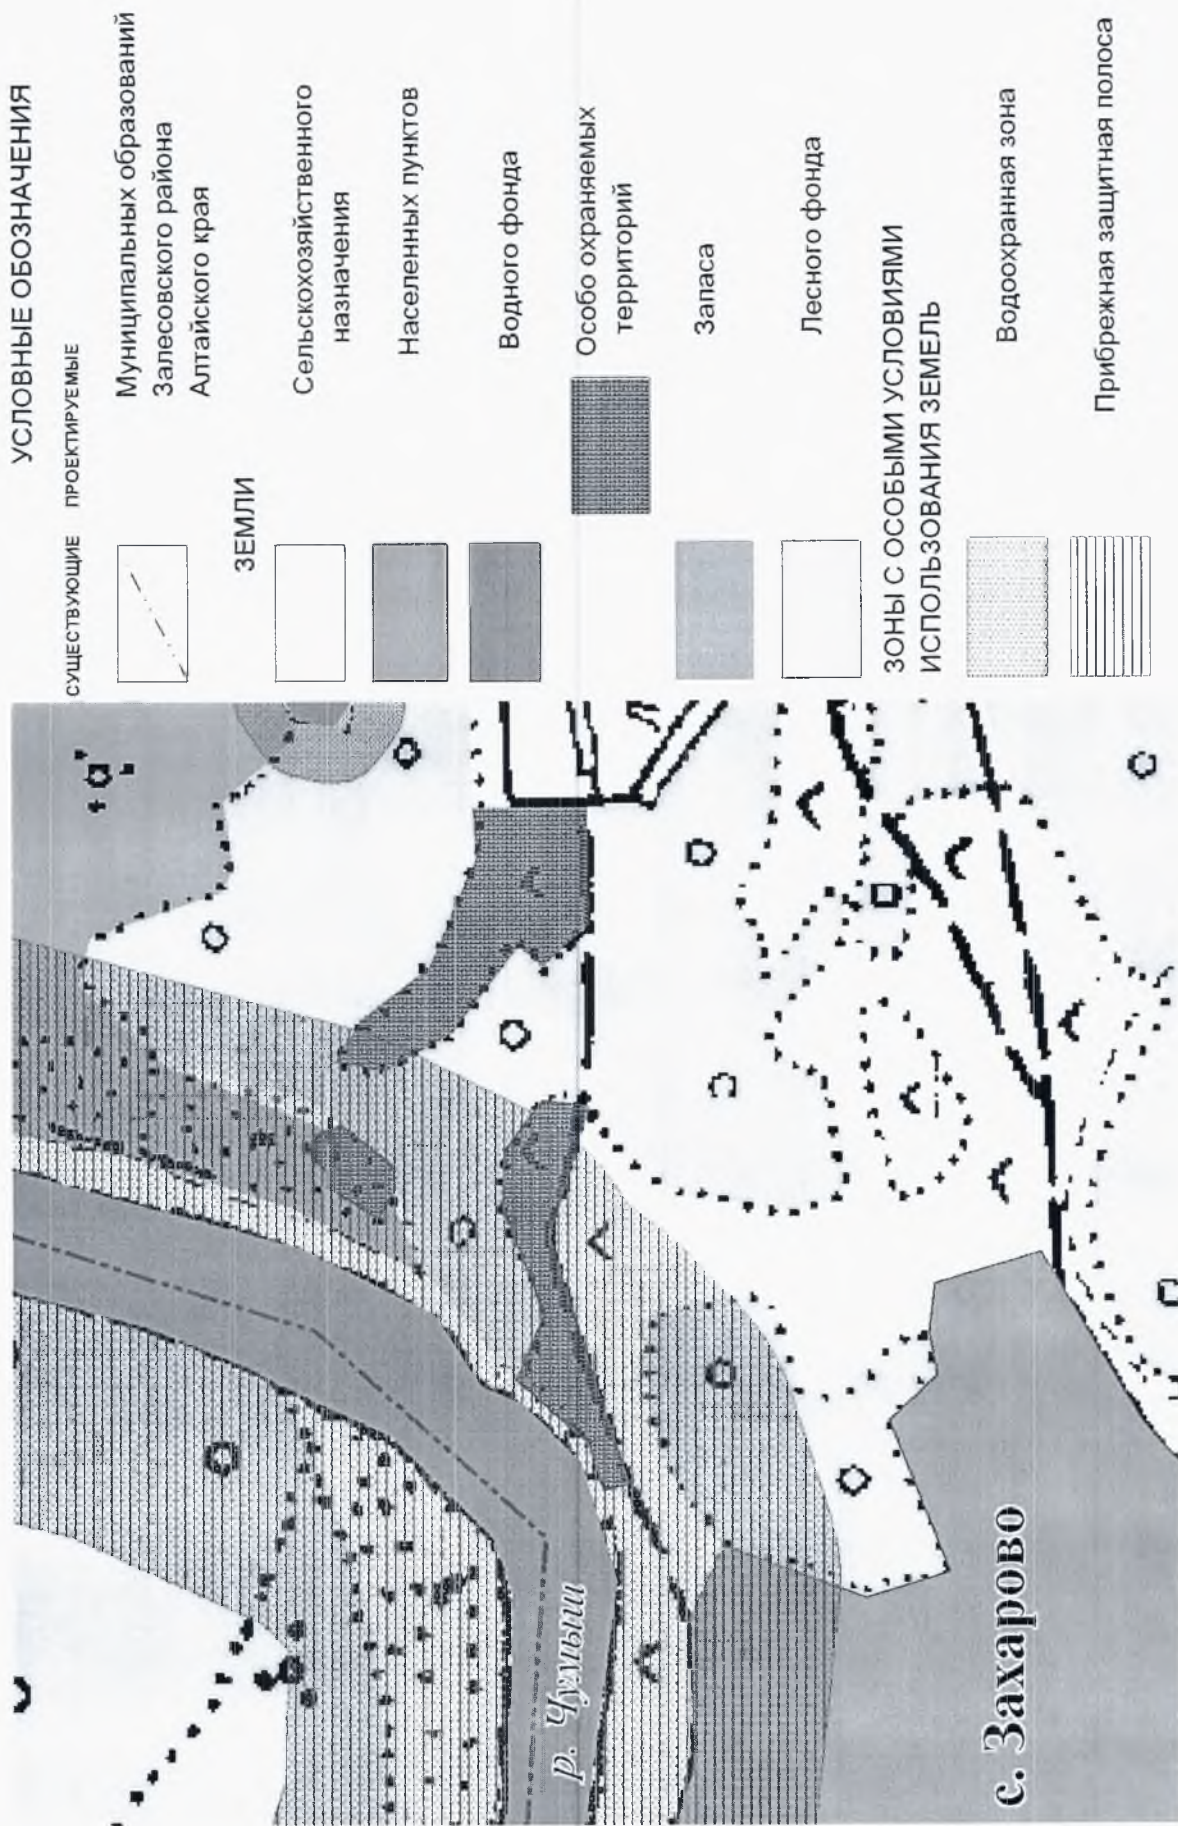 УСЛОВНЫЕ ОБОЗНАЧЕНИЯ
СУЩЕСТВУЮЩИЕ ПРОЕКТИРУЕМЫЕ
Муниципальных образований
Залесовского района
Алтайского края
ЗЕМЛИ
Сельскохозяйственного
назначения
Населенных пунктов
Водного фонда
Особо охраняемых
территорий
Запаса
Лесного фонда
ЗОНЫ С ОСОБЫМИ УСЛОВИЯМИ
ИСПОЛЬЗОВАНИЯ ЗЕМЕЛЬ
Водоохранная зона
Прибрежная защитная полоса
р. Чумыш
с. Захарово